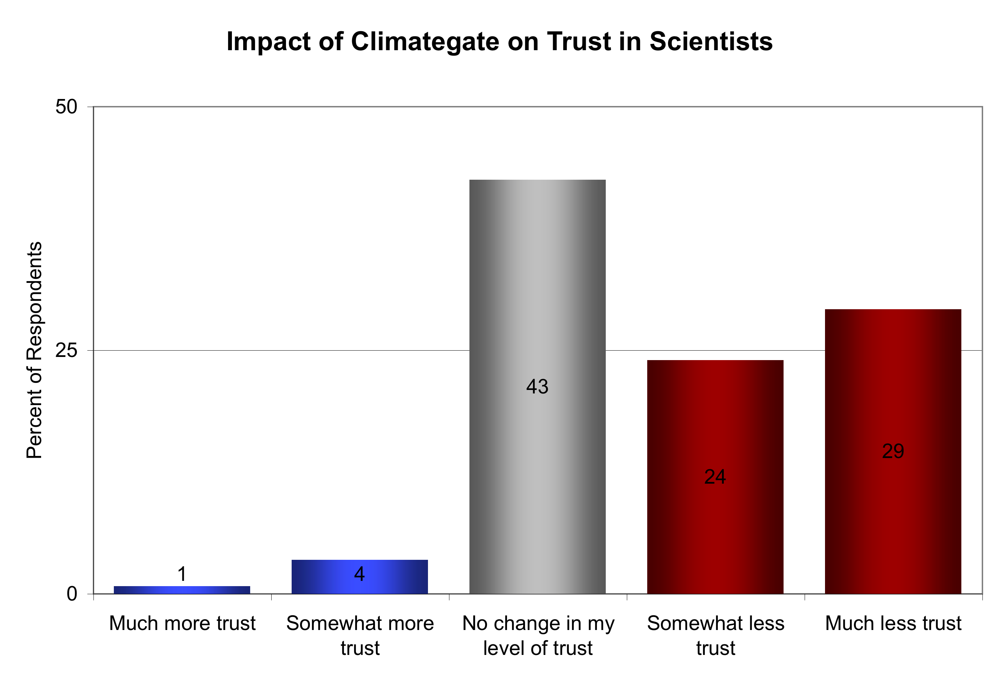 Impact of Climategate on Trust in Scientists
Percent of Respondents
50
25
0
1
4
43
24
29
Much more trust
Somewhat more
trust
No change in my
level of trust
Somewhat less
trust
Much less trust